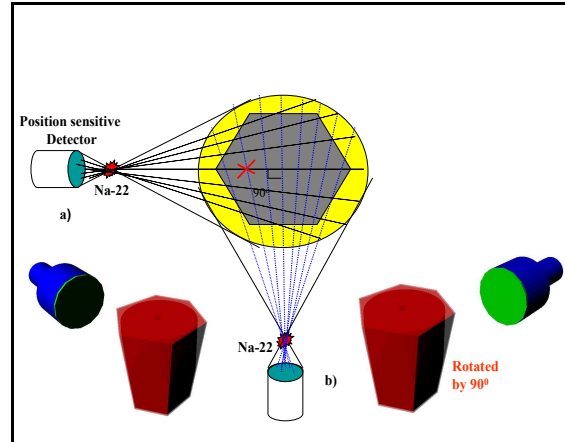 Position sensitive
Detector
Na-22
a)
90
Na-22
b)
Rotated
by 90⁰